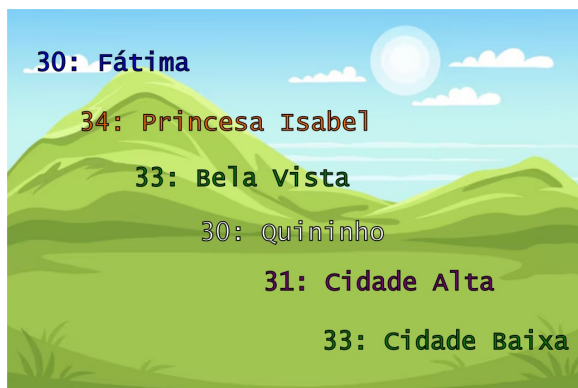 30: Fátima
34: Princesa Isabel
33: Bela Vista
30: Quininho
31: Cidade Alta
33: Cidade Baixa